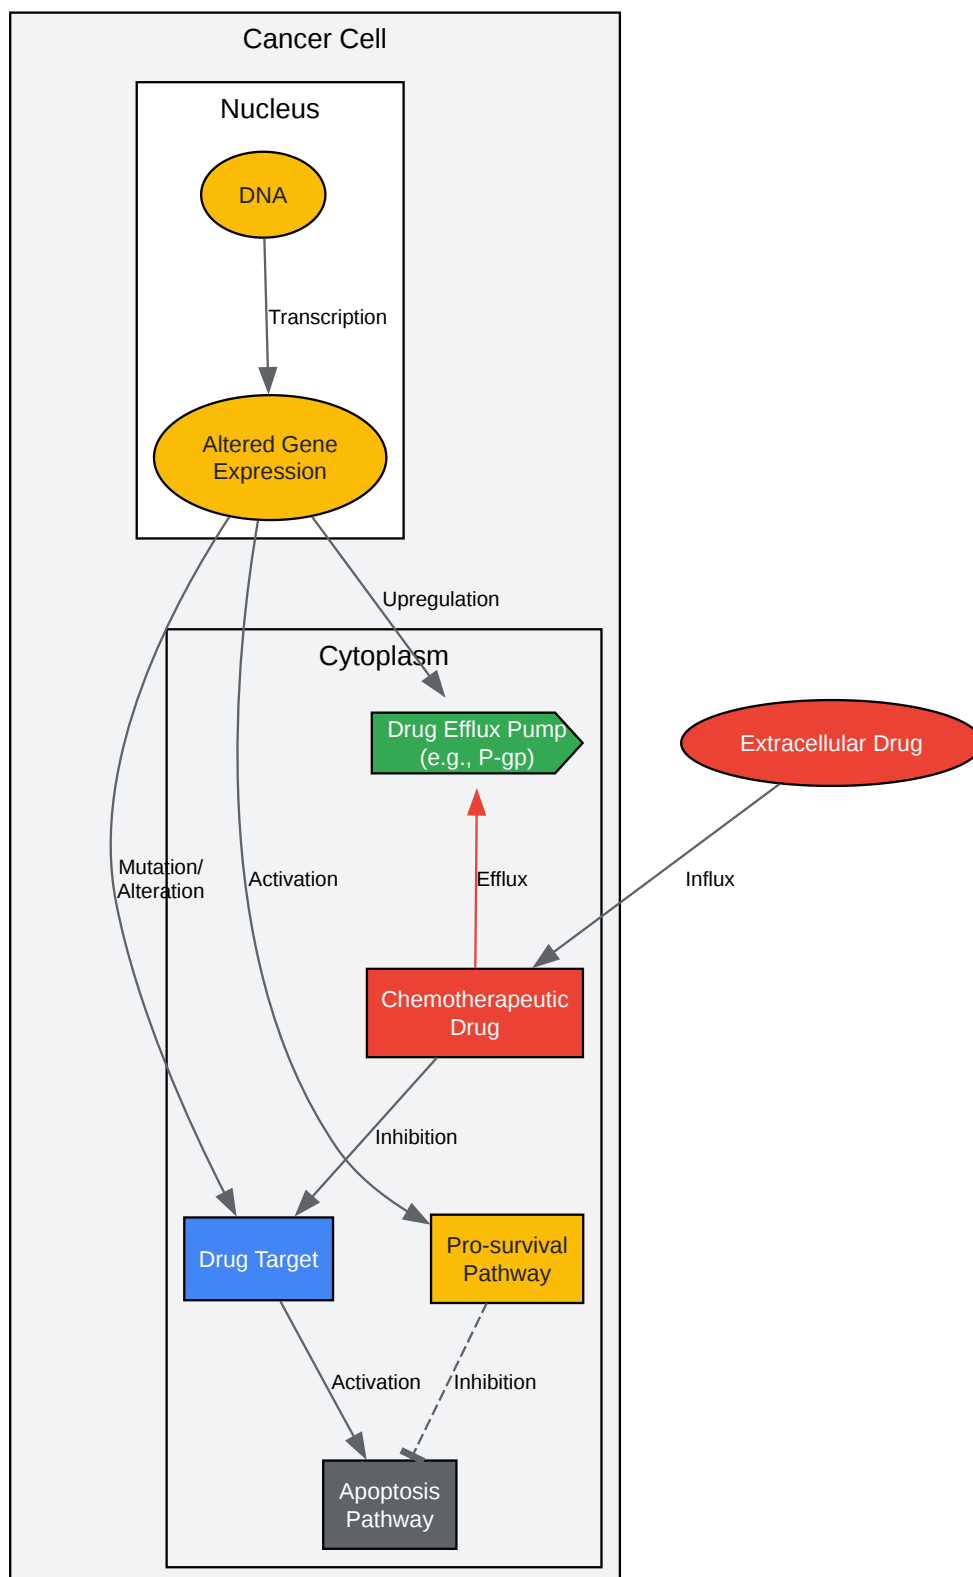 Cancer Cell
Nucleus
DNA
Transcription
Altered Gene
Expression
Upregulation
Cytoplasm
Drug Efflux Pump
(e.g., P-gp)
Extracellular Drug
Mutation/
Alteration
Activation
Efflux
Influx
Chemotherapeutic
Drug
Inhibition
Drug Target
Pro-survival
Pathway
Activation
Inhibition
Apoptosis
Pathway